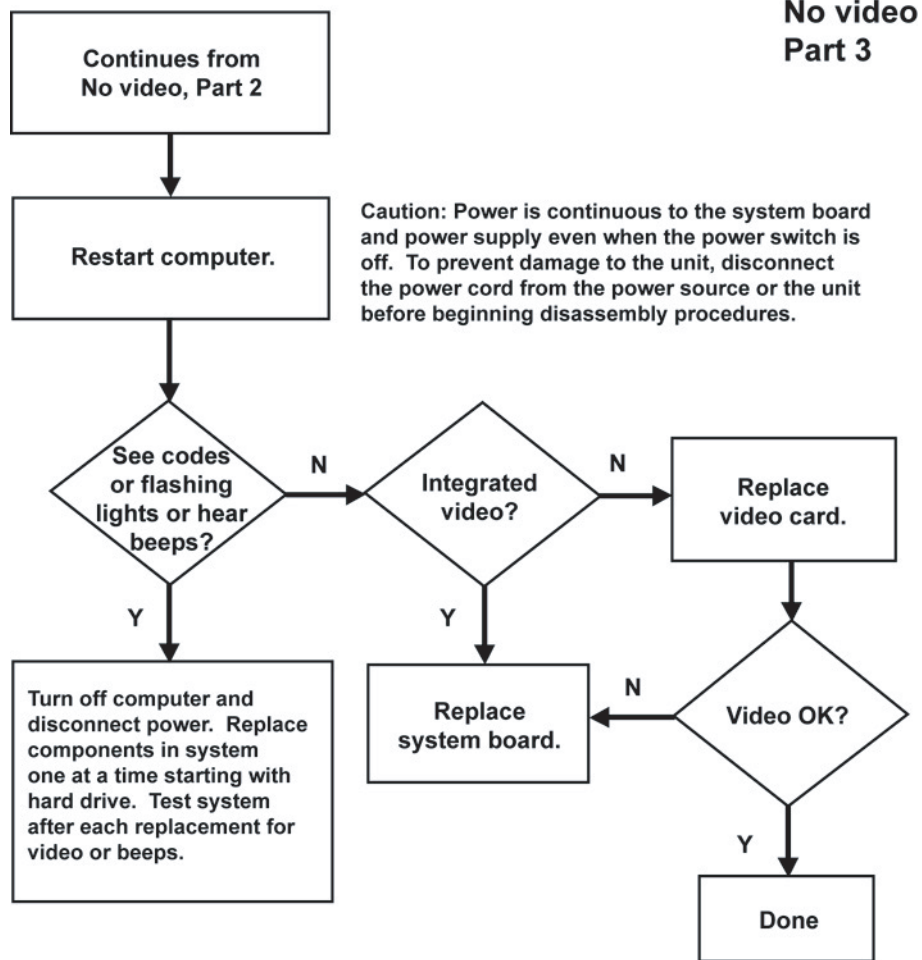 No video
Part 3
Continues from
No video, Part 2
Restart computer.
Caution: Power is continuous to the system board
and power supply even when the power switch is
off. To prevent damage to the unit, disconnect
the power cord from the power source or the unit
before beginning disassembly procedures.
See codes
or flashing
lights or hear
beeps?
N
Integrated
video?
N
Replace
video card.
Y
Turn off computer and
disconnect power. Replace
components in system
one at a time starting with
hard drive. Test system
after each replacement for
video or beeps.
Y
Replace
system board.
N
Video OK?
Y
Done